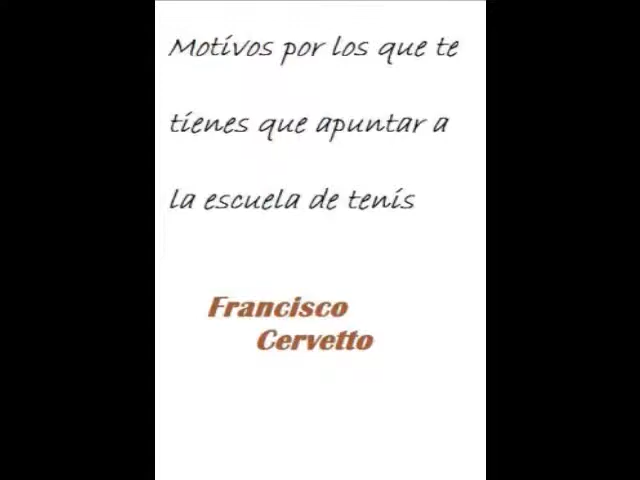 Motivos por los que te
tienes que apuntar a
la escuela de tenis
Francisco
Cervetto